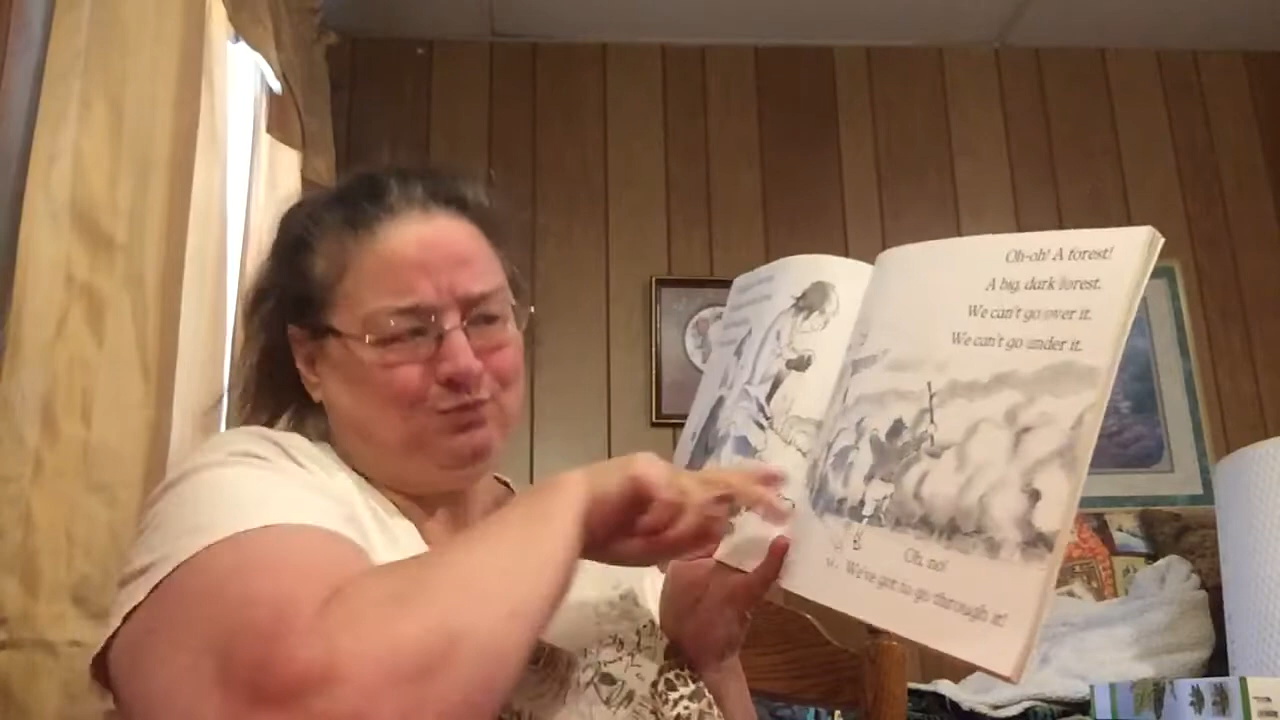 Oh-oh! A forest!
A big, dark forest.
We can't go over it.
We can't go under it.
Oh, no!
We've got to go through it!